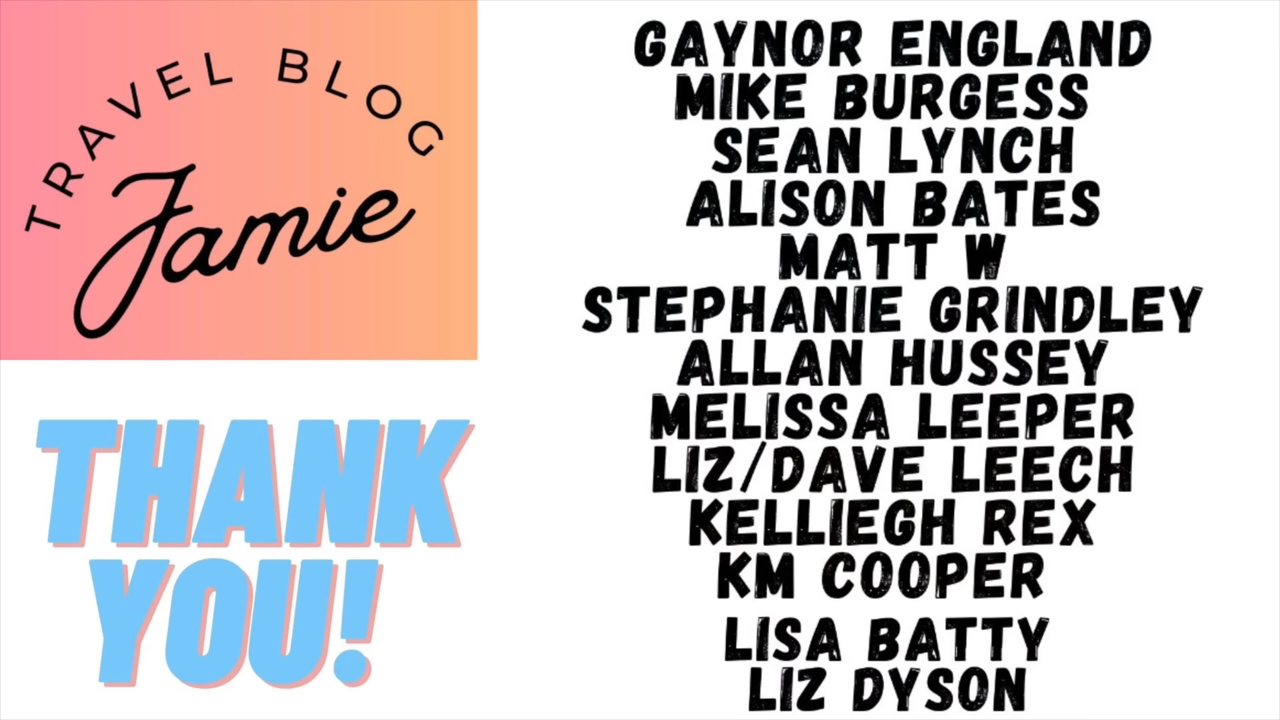 TRAVEL BLOG
Jamie
THANK
YOU!
GAYNOR ENGLAND
MIKE BURGESS
SEAN LYNCH
ALISON BATES
MATT W
STEPHANIE GRINDLEY
ALLAN HUSSEY
MELISSA LEEPER
LIZ/DAVE LEECH
KELLIEGH REX
KM COOPER
LISA BATTY
LIZ DYSON